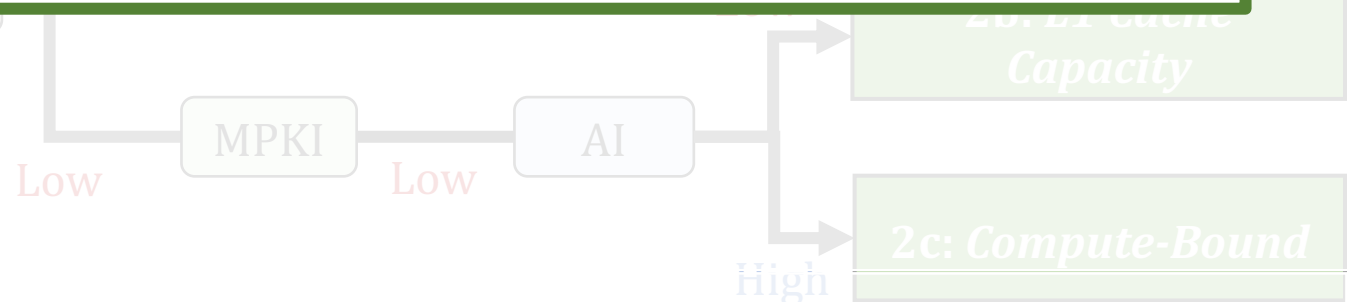 2b: L1 Cache
Capacity
MPKI
AI
Low
Low
2c: Compute-Bound
High